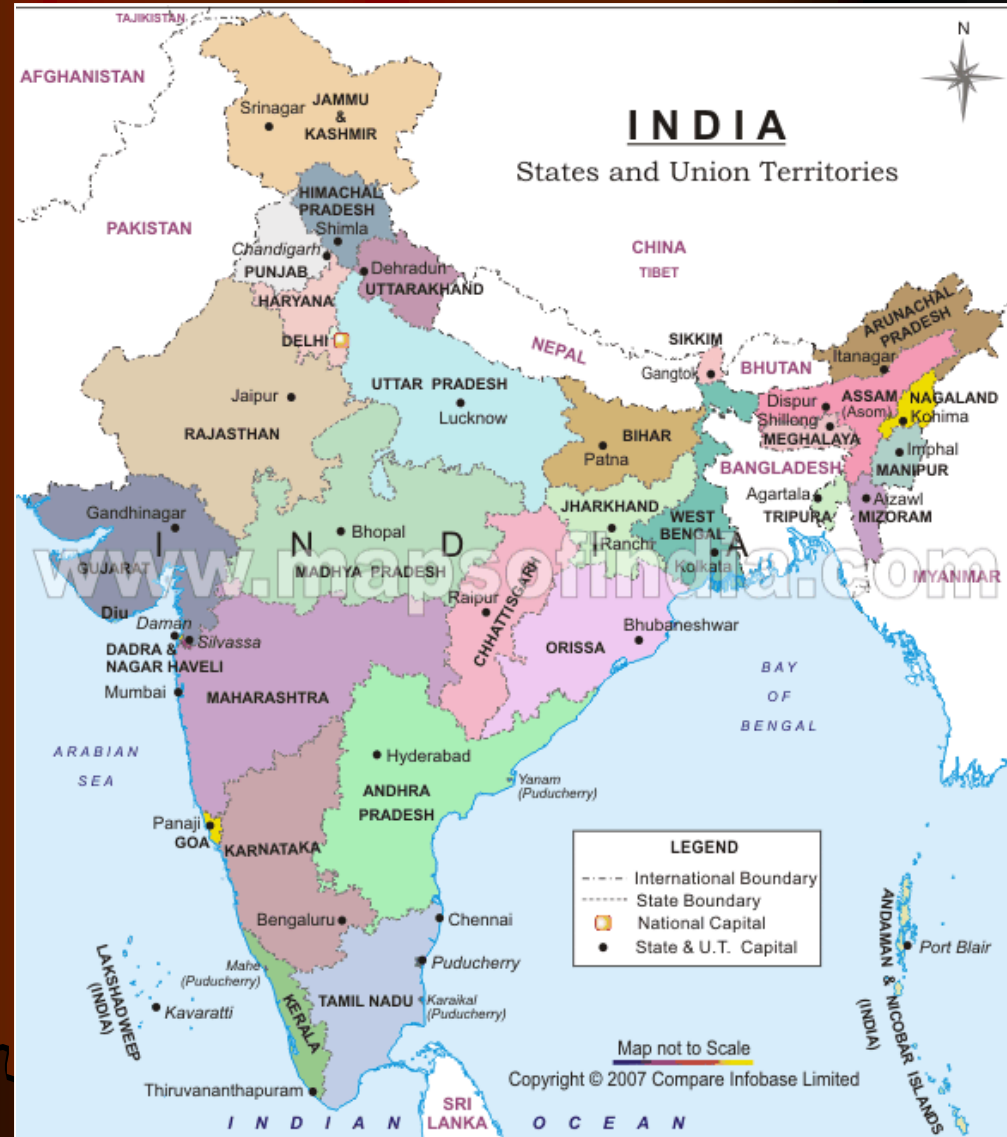 TAJIKISTAN
AFGHANISTAN
N
JAMMU
&
KASHMIR
Srinagar
INDIA
States and Union Territories
HIMACHAL
PRADESH
Shimla
PAKISTAN
Chandigarh
PUNJAB
Dehradun
UTTARAKHAND
CHINA
TIBET
HARYANA
DELHI
NEPAL
SIKKIM
Gangtok
BHUTAN
ARUNACHAL
PRADESH
Itanagar
Jaipur
RAJASTHAN
UTTAR PRADESH
Lucknow
BIHAR
Patna
Dispur
ASSAM
(Asom)
NAGALAND
Kohima
Shillong
MEGHALAYA
Imphal
MANIPUR
BANGLADESH
Agartala
TRIPURA
Aizawl
MIZORAM
MYANMAR
Gandhinagar
GUJARAT
Bhopal
MADHYA PRADESH
JHARKHAND
Ranchi
WEST
BENGAL
Kolkata
I N D I A
www.mapsofindia.com
Diu
Daman
Silvassa
DADRA &
NAGAR HAVELI
Mumbai
MAHARASHTRA
Raipur
CHHATTISGARH
ORISSA
Bhubaneshwar
BAY
OF
BENGAL
ARABIAN
SEA
Hyderabad
ANDHRA
PRADESH
Yanam
(Puducherry)
Panaji
GOA
KARNATAKA
Bengaluru
Chennai
LEGEND
International Boundary
State Boundary
National Capital
State & U.T. Capital
Mahe
(Puducherry)
Puducherry
KERALA
TAMIL NADU
Karaikal
(Puducherry)
LAKSHADWEEP
(INDIA)
Kavaratti
Thiruvananthapuram
ANDAMAN & NICOBAR ISLANDS
(INDIA)
Port Blair
Map not to Scale
Copyright © 2007 Compare Infobase Limited
SRI
LANKA
INDIAN OCEAN